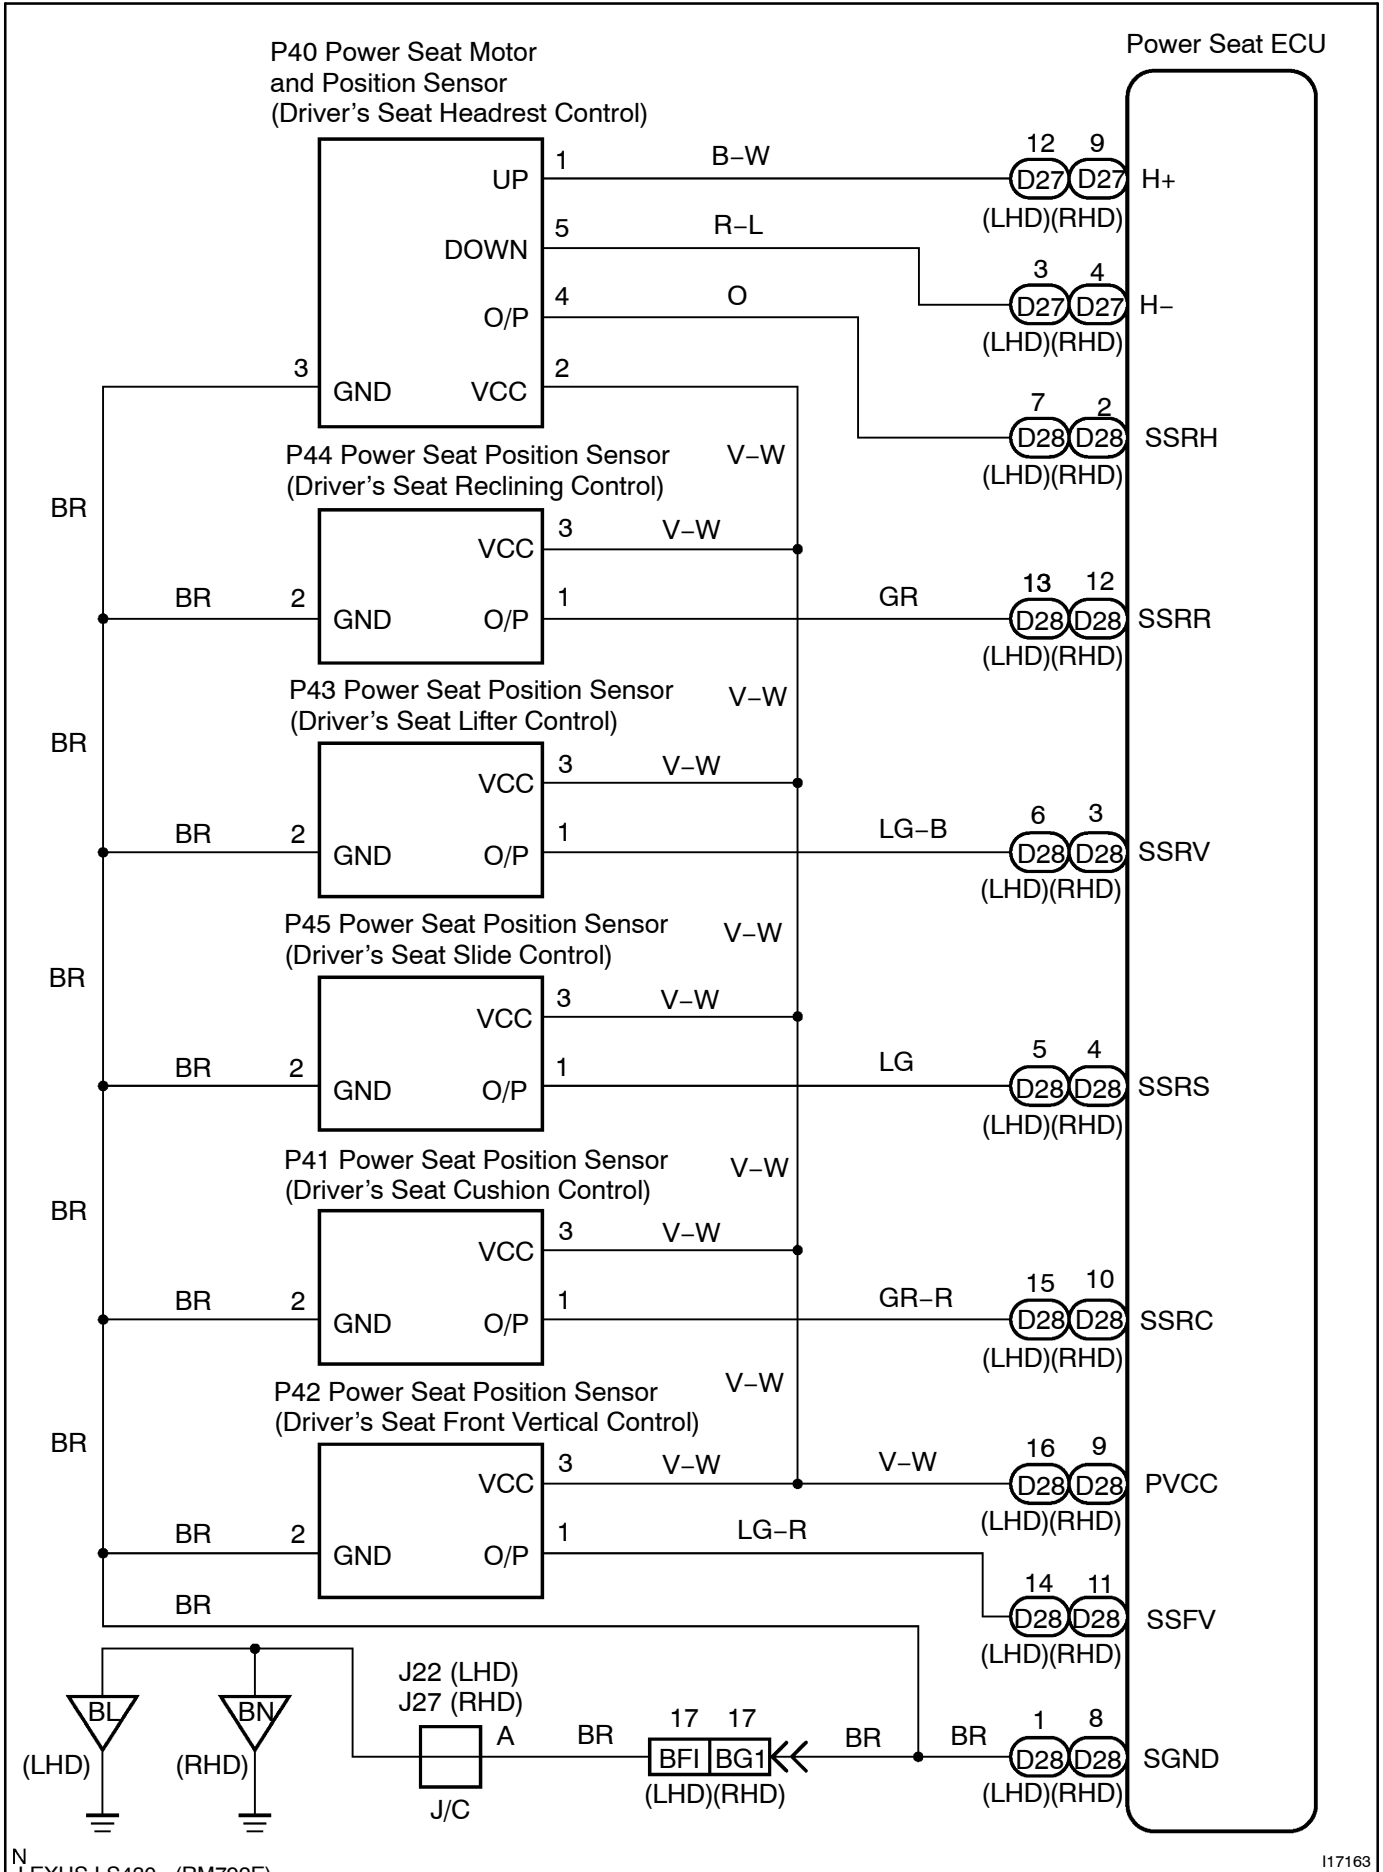 Power Seat ECU
P40 Power Seat Motor
and Position Sensor
(Driver's Seat Headrest Control)
UP 1 B−W 12 9
D27 D27 H+
(LHD)(RHD)
DOWN 5 R−L 3 4
D27 D27 H−
(LHD)(RHD)
O/P 4 O 7 2
D28 D28 SSRH
(LHD)(RHD)
3 GND VCC 2
V−W
BR
P44 Power Seat Position Sensor
(Driver's Seat Reclining Control)
VCC 3 V−W
BR 2 GND O/P 1 GR 13 12
D28 D28 SSRR
(LHD)(RHD)
P43 Power Seat Position Sensor
(Driver's Seat Lifter Control)
V−W
BR
VCC 3 V−W
BR 2 GND O/P 1 LG−B 6 3
D28 D28 SSRV
(LHD)(RHD)
P45 Power Seat Position Sensor
(Driver's Seat Slide Control)
V−W
BR
VCC 3 V−W
BR 2 GND O/P 1 LG 5 4
D28 D28 SSRS
(LHD)(RHD)
P41 Power Seat Position Sensor
(Driver's Seat Cushion Control)
V−W
BR
VCC 3 V−W
BR 2 GND O/P 1 GR−R 15 10
D28 D28 SSRC
(LHD)(RHD)
P42 Power Seat Position Sensor
(Driver's Seat Front Vertical Control)
V−W
BR
VCC 3 V−W V−W 16 9
D28 D28 PVCC
(LHD)(RHD)
BR 2 GND O/P 1 LG−R 14 11
D28 D28 SSFV
(LHD)(RHD)
BR
J22 (LHD)
J27 (RHD)
BL BN A BR 17 17 BR BR 1 8
BFI BG1 D28 D28 SGND
(LHD) (RHD) (LHD)(RHD) (LHD)(RHD)
J/C
N
I17163